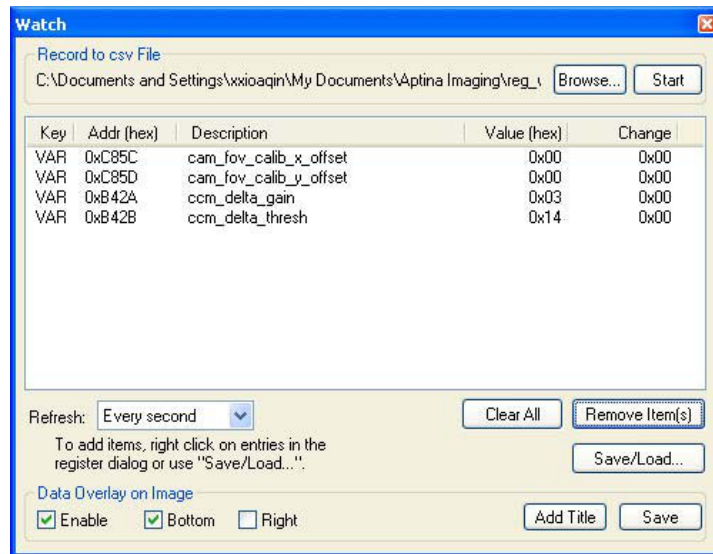 Watch
Record to csv File
C:\Documents and Settings\xxioaqin\My Documents\Aptina Imaging\reg_ Browse... Start
Key Addr (hex) Description Value (hex) Change
VAR 0xC85C cam_fov_calib_x_offset 0x00 0x00
VAR 0xC85D cam_fov_calib_y_offset 0x00 0x00
VAR 0xB42A ccm_delta_gain 0x03 0x00
VAR 0xB42B ccm_delta_thresh 0x14 0x00
Refresh: Every second Clear All Remove Item(s)
To add items, right click on entries in the
register dialog or use "Save/Load...". Save/Load...
Data Overlay on Image
Enable Bottom Right Add Title Save